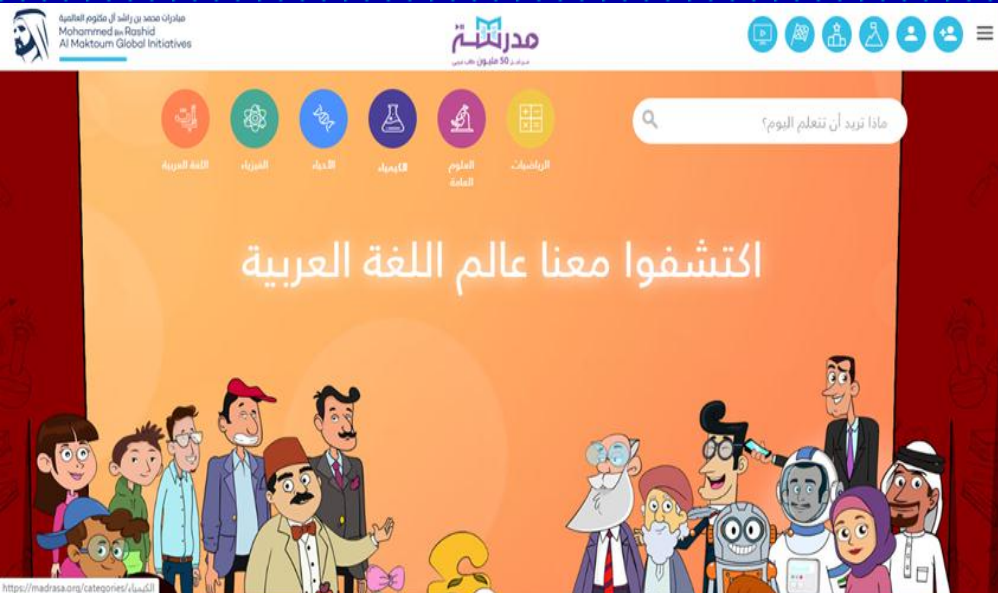 مبادرات محمد بن راشد آل مكتوم العالمية
Mohammed Bin Rashid
Al Maktoum Global Initiatives
مدرسة
50 مليون
ماذا تريد أن تتعلم اليوم؟
الرياضيات
العلوم
العامة
الكيمياء
الأحياء
الفيزياء
اللغة العربية
اكتشفوا معنا عالم اللغة العربية
https://madrasa.org/categories/الكيمياء